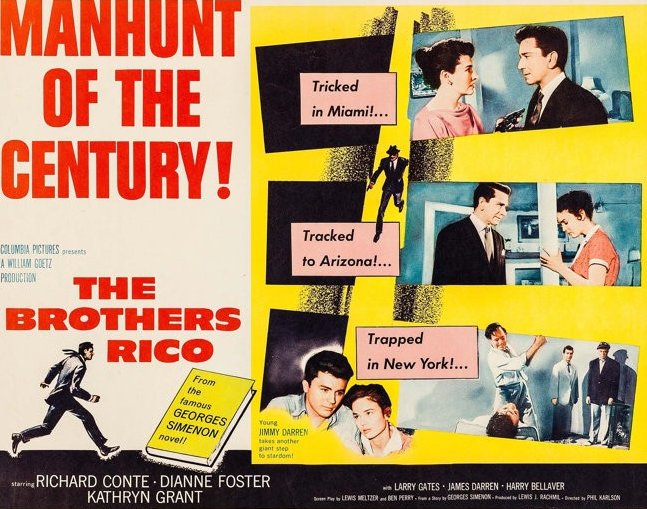 MANHUNT
OF THE
CENTURY!
COLUMBIA PICTURES presents
A WILLIAM GOETZ
PRODUCTION
THE
BROTHERS
RICO
From
the
famous
GEORGES
SIMENON
novel!
Tricked
in Miami!...
Tracked
to Arizona!...
Trapped
in New York!...
Young
JIMMY DARREN
takes another
giant step
to stardom!
starring RICHARD CONTE · DIANNE FOSTER
KATHRYN GRANT
with LARRY GATES · JAMES DARREN · HARRY BELLAVER
Screen Play by LEWIS MELTZER and BEN PERRY · From a Story by GEORGES SIMENON · Produced by LEWIS J. RACHMIL · Directed by PHIL KARLSON